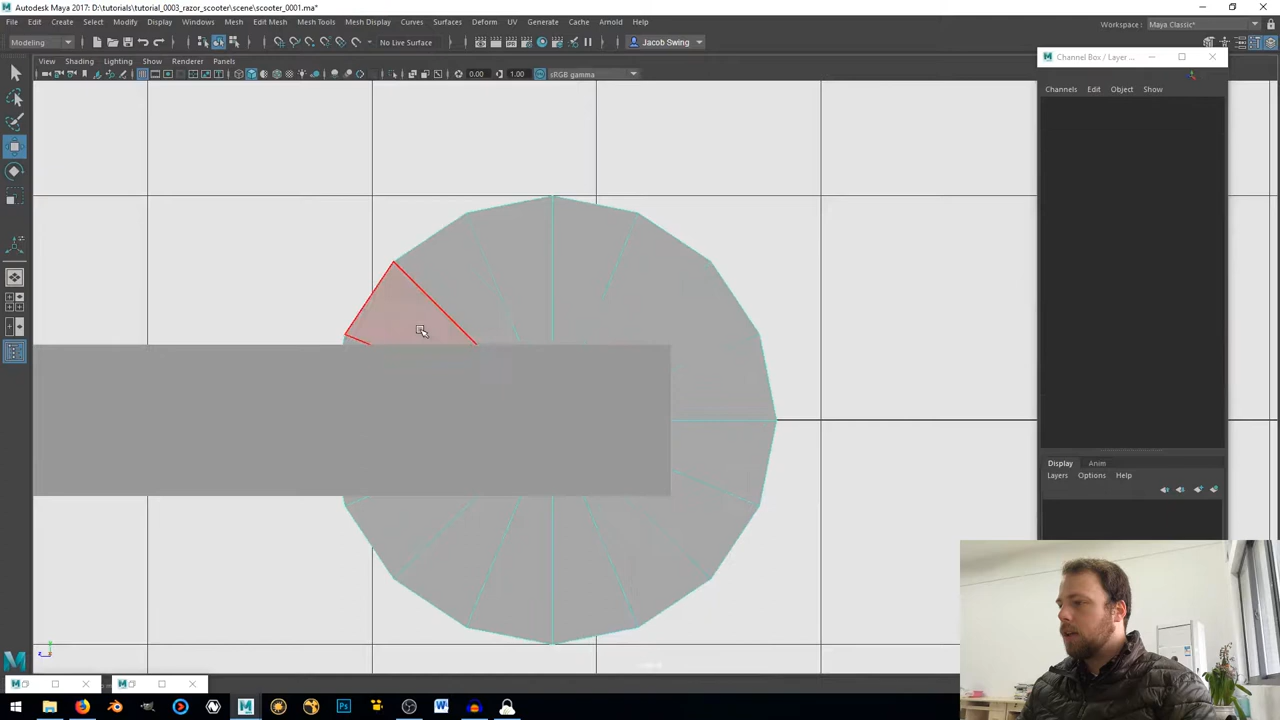 Autodesk Maya 2017: D:\tutorials\tutorial_0003_razor_scooter\scene\scooter_0001.ma*
File Edit Create Select Modify Display Windows Mesh Edit Mesh Mesh Tools Mesh Display Curves Surfaces Deform UV Generate Cache Arnold Help
Workspace: Maya Classic*
Modeling No Live Surface Jacob Swing
View Shading Lighting Show Renderer Panels
0.00 1.00 sRGB gamma
Channel Box / Layer ...
Channels Edit Object Show
Display Anim
Layers Options Help